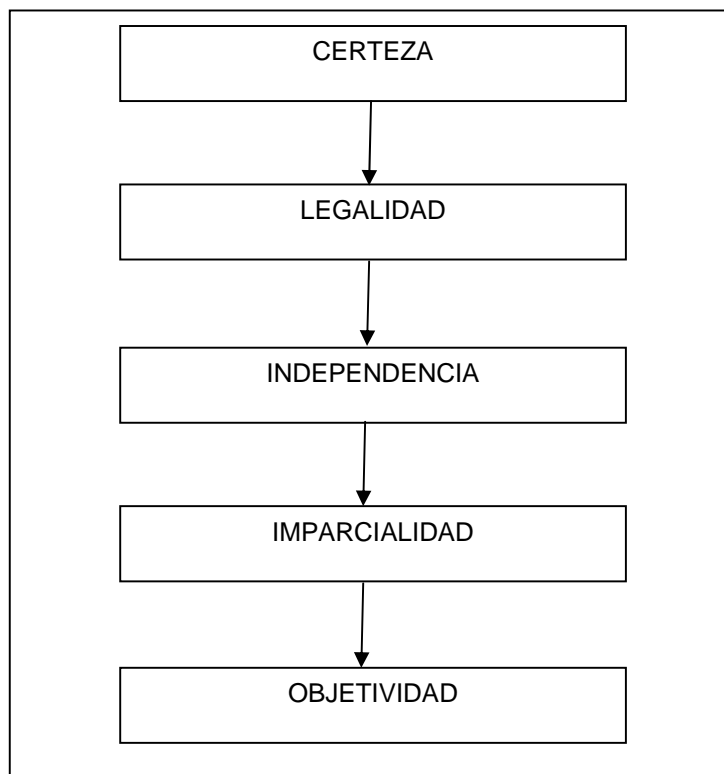 CERTEZA
LEGALIDAD
INDEPENDENCIA
IMPARCIALIDAD
OBJETIVIDAD